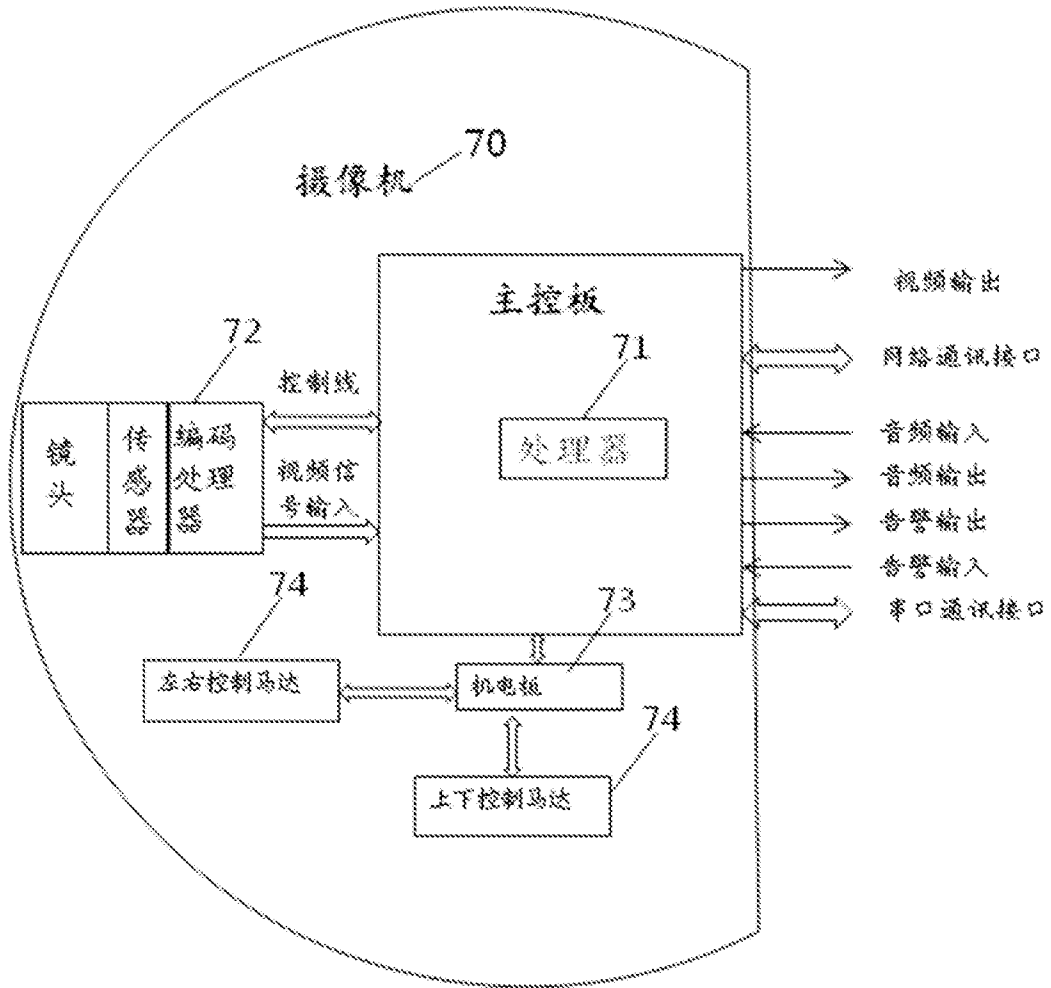 70
摄像机
主控板
视频输出
72
71
网络通讯接口
控制线
镜头
传感器
编码
处理
器
处理器
音频输入
视频信
号输入
音频输出
告警输出
告警输入
74
73
串口通讯接口
左右控制马达
机电板
74
上下控制马达